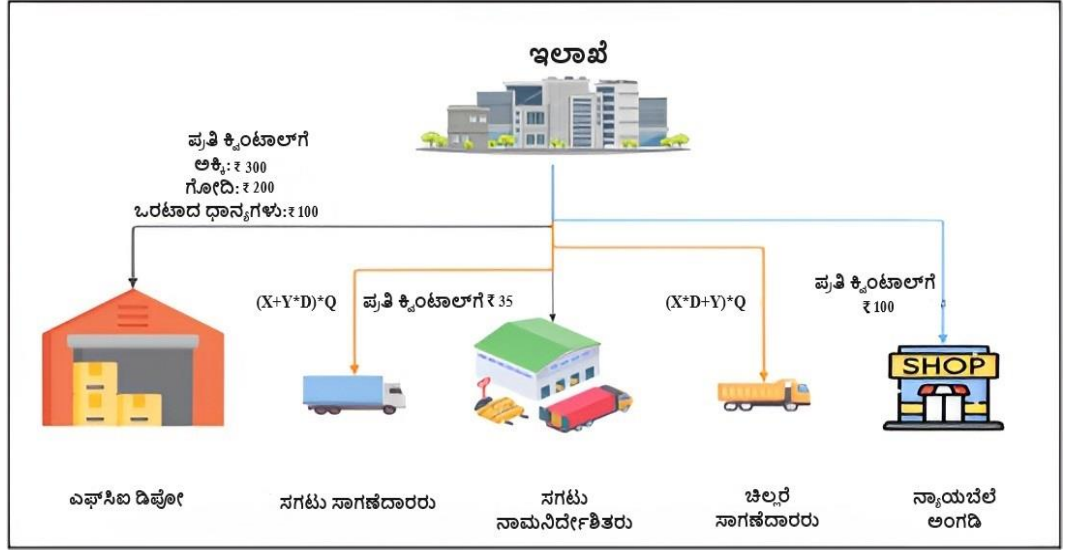 ಇಲಾಖೆ
ಪ್ರತಿ ಕ್ವಿಂಟಾಲ್‌ಗೆ
ಅಕ್ಕಿ: ₹ 300
ಗೋದಿ: ₹ 200
ಒರಟಾದ ಧಾನ್ಯಗಳು:₹ 100
(X+Y*D)*Q
ಪ್ರತಿ ಕ್ವಿಂಟಾಲ್‌ಗೆ ₹ 35
(X*D+Y)*Q
ಪ್ರತಿ ಕ್ವಿಂಟಾಲ್‌ಗೆ
₹ 100
SHOP
ಎಫ್‌ಸಿಐ ಡಿಪೋ
ಸಗಟು ಸಾಗಣೆದಾರರು
ಸಗಟು
ನಾಮನಿರ್ದೇಶಿತರು
ಚಿಲ್ಲರೆ
ಸಾಗಣೆದಾರರು
ನ್ಯಾಯಬೆಲೆ
ಅಂಗಡಿ